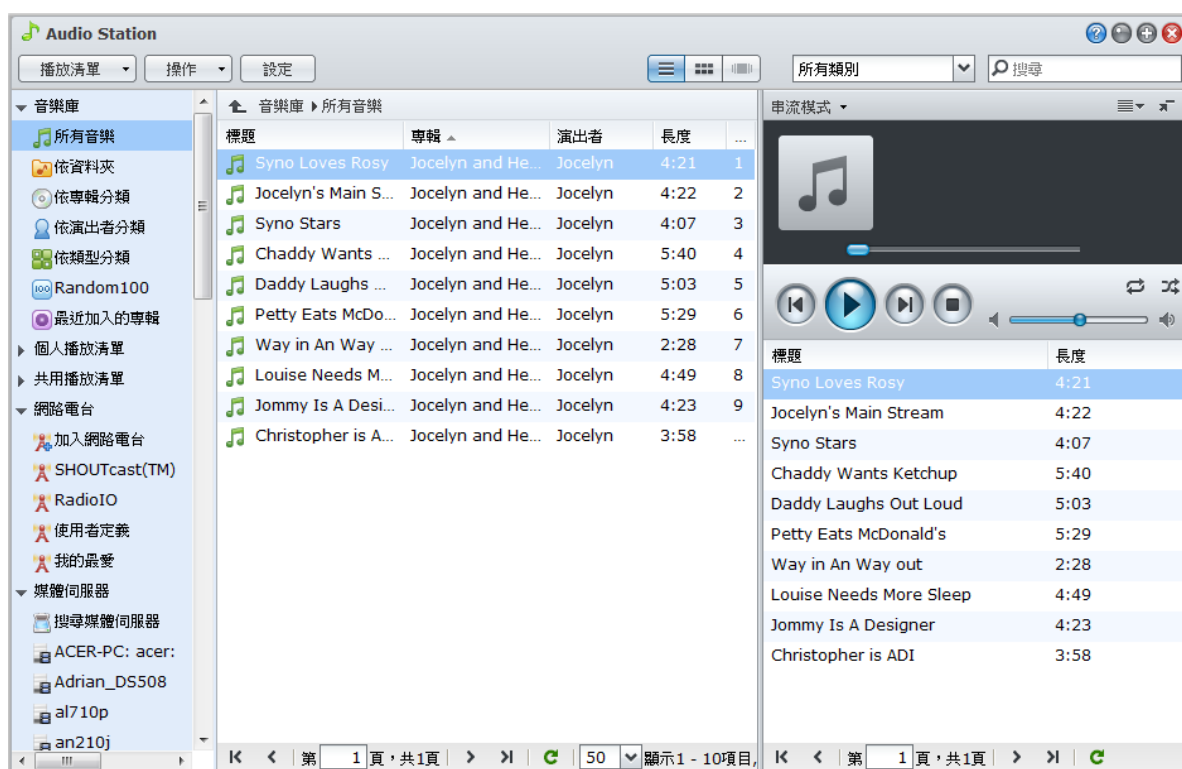 Audio Station
播放清單 操作 設定 所有類別 搜尋
音樂庫
所有音樂
依資料夾
依專輯分類
依演出者分類
依類型分類
Random100
最近加入的專輯
個人播放清單
共用播放清單
網路電台
加入網路電台
SHOUTcast(TM)
RadioIO
使用者定義
我的最愛
媒體伺服器
搜尋媒體伺服器
ACER-PC: acer:
Adrian_DS508
al710p
an210j
音樂庫 所有音樂
標題 專輯 演出者 長度 ...
Syno Loves Rosy Jocelyn and He... Jocelyn 4:21 1
Jocelyn's Main S... Jocelyn and He... Jocelyn 4:22 2
Syno Stars Jocelyn and He... Jocelyn 4:07 3
Chaddy Wants ... Jocelyn and He... Jocelyn 5:40 4
Daddy Laughs ... Jocelyn and He... Jocelyn 5:03 5
Petty Eats McDo... Jocelyn and He... Jocelyn 5:29 6
Way in An Way ... Jocelyn and He... Jocelyn 2:28 7
Louise Needs M... Jocelyn and He... Jocelyn 4:49 8
Jommy Is A Desi... Jocelyn and He... Jocelyn 4:23 9
Christopher is A... Jocelyn and He... Jocelyn 3:58 ...
第 1 頁，共1頁 50 顯示1 - 10項目,
串流模式
標題 長度
Syno Loves Rosy 4:21
Jocelyn's Main Stream 4:22
Syno Stars 4:07
Chaddy Wants Ketchup 5:40
Daddy Laughs Out Loud 5:03
Petty Eats McDonald's 5:29
Way in An Way out 2:28
Louise Needs More Sleep 4:49
Jommy Is A Designer 4:23
Christopher is ADI 3:58
第 1 頁，共1頁